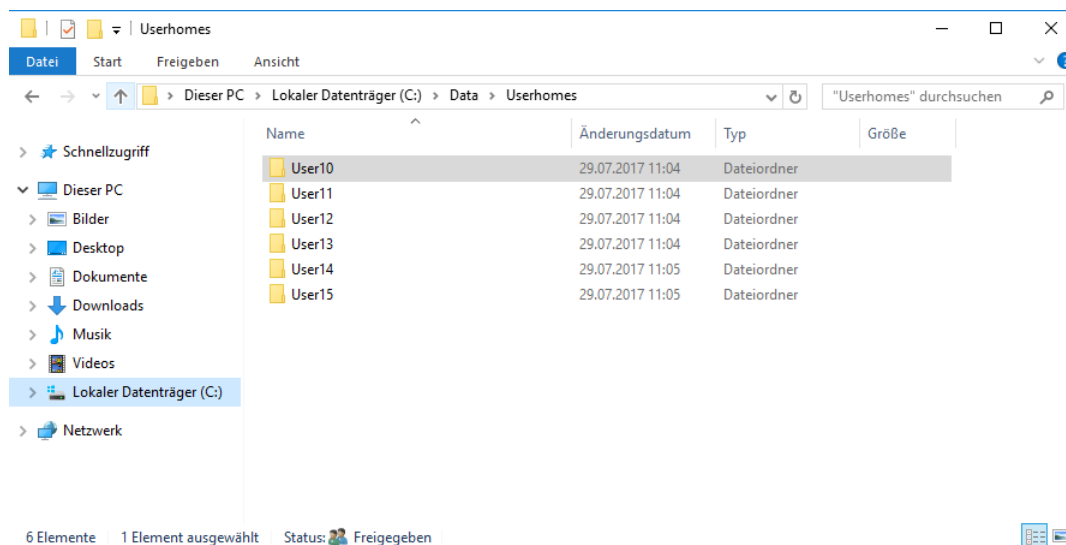 Userhomes
Datei Start Freigeben Ansicht
Dieser PC Lokaler Datenträger (C:) Data Userhomes "Userhomes" durchsuchen
Name Änderungsdatum Typ Größe
Schnellzugriff
Dieser PC
Bilder
Desktop
Dokumente
Downloads
Musik
Videos
Lokaler Datenträger (C:)
Netzwerk
User10 29.07.2017 11:04 Dateiordner
User11 29.07.2017 11:04 Dateiordner
User12 29.07.2017 11:04 Dateiordner
User13 29.07.2017 11:04 Dateiordner
User14 29.07.2017 11:05 Dateiordner
User15 29.07.2017 11:05 Dateiordner
6 Elemente 1 Element ausgewählt Status: Freigegeben